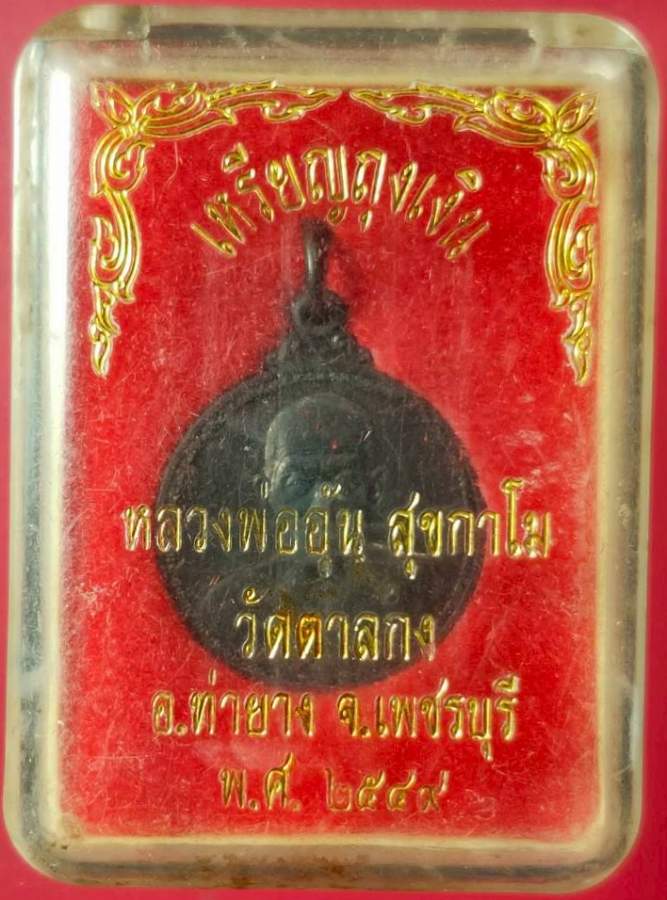 เหรียญถุงเงิน
หลวงพ่ออุ้น สุขกาโม
วัดตาลกง
อ.ท่ายาง จ.เพชรบุรี
พ.ศ. ๒๕๔๙